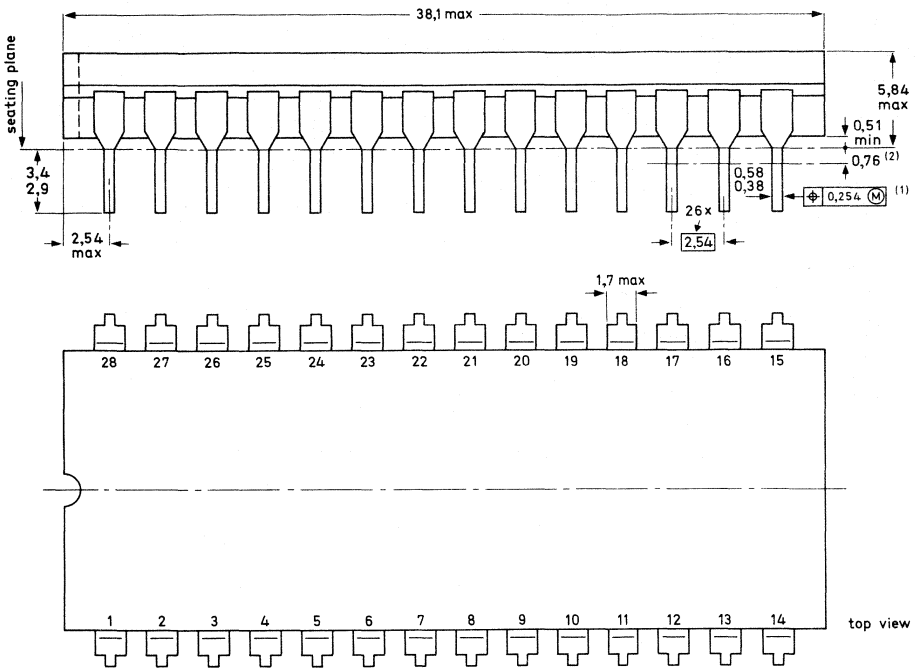 38,1 max
seating plane
5,84
max
0,51
min
0,76 (2)
3,4
2,9
0,58
0,38
⌖ 0,254 Ⓜ (1)
2,54
max
26x
2,54
1,7 max
28 27 26 25 24 23 22 21 20 19 18 17 16 15
1 2 3 4 5 6 7 8 9 10 11 12 13 14
top view